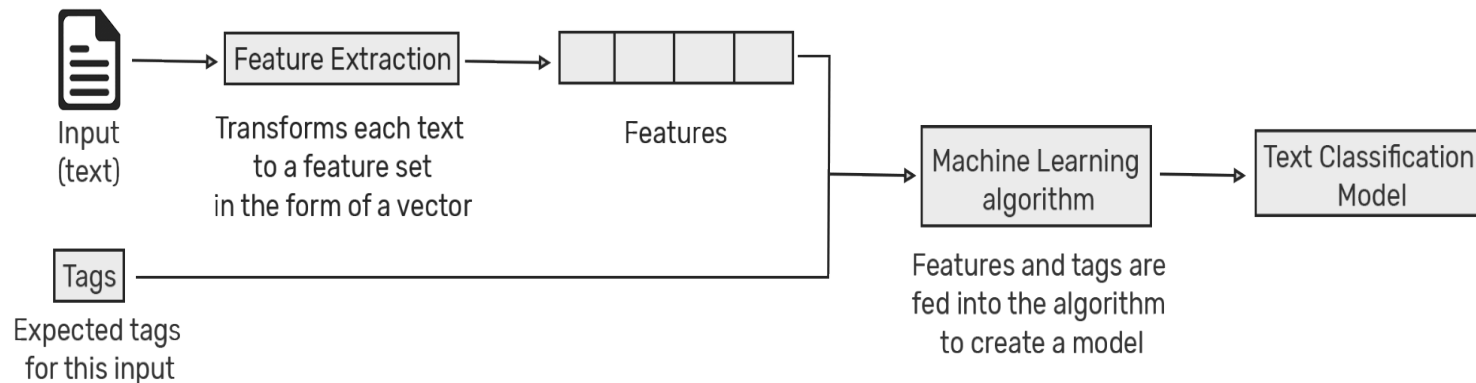 Input
(text)
Feature Extraction
Transforms each text
to a feature set
in the form of a vector
Features
Tags
Expected tags
for this input
Machine Learning
algorithm
Features and tags are
fed into the algorithm
to create a model
Text Classification
Model